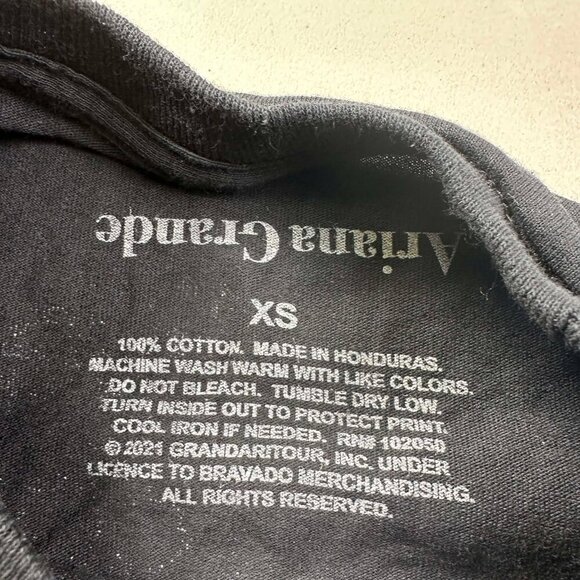 Ariana Grande
XS
100% COTTON. MADE IN HONDURAS.
MACHINE WASH WARM WITH LIKE COLORS.
DO NOT BLEACH. TUMBLE DRY LOW.
TURN INSIDE OUT TO PROTECT PRINT.
COOL IRON IF NEEDED. RN# 102050
© 2021 GRANDARITOUR, INC. UNDER
LICENCE TO BRAVADO MERCHANDISING.
ALL RIGHTS RESERVED.